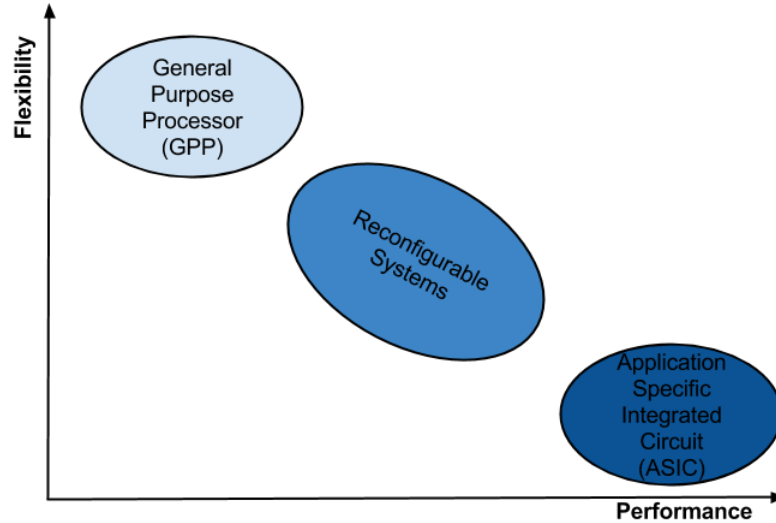 Flexibility
General
Purpose
Processor
(GPP)
Reconfigurable
Systems
Application
Specific
Integrated
Circuit
(ASIC)
Performance